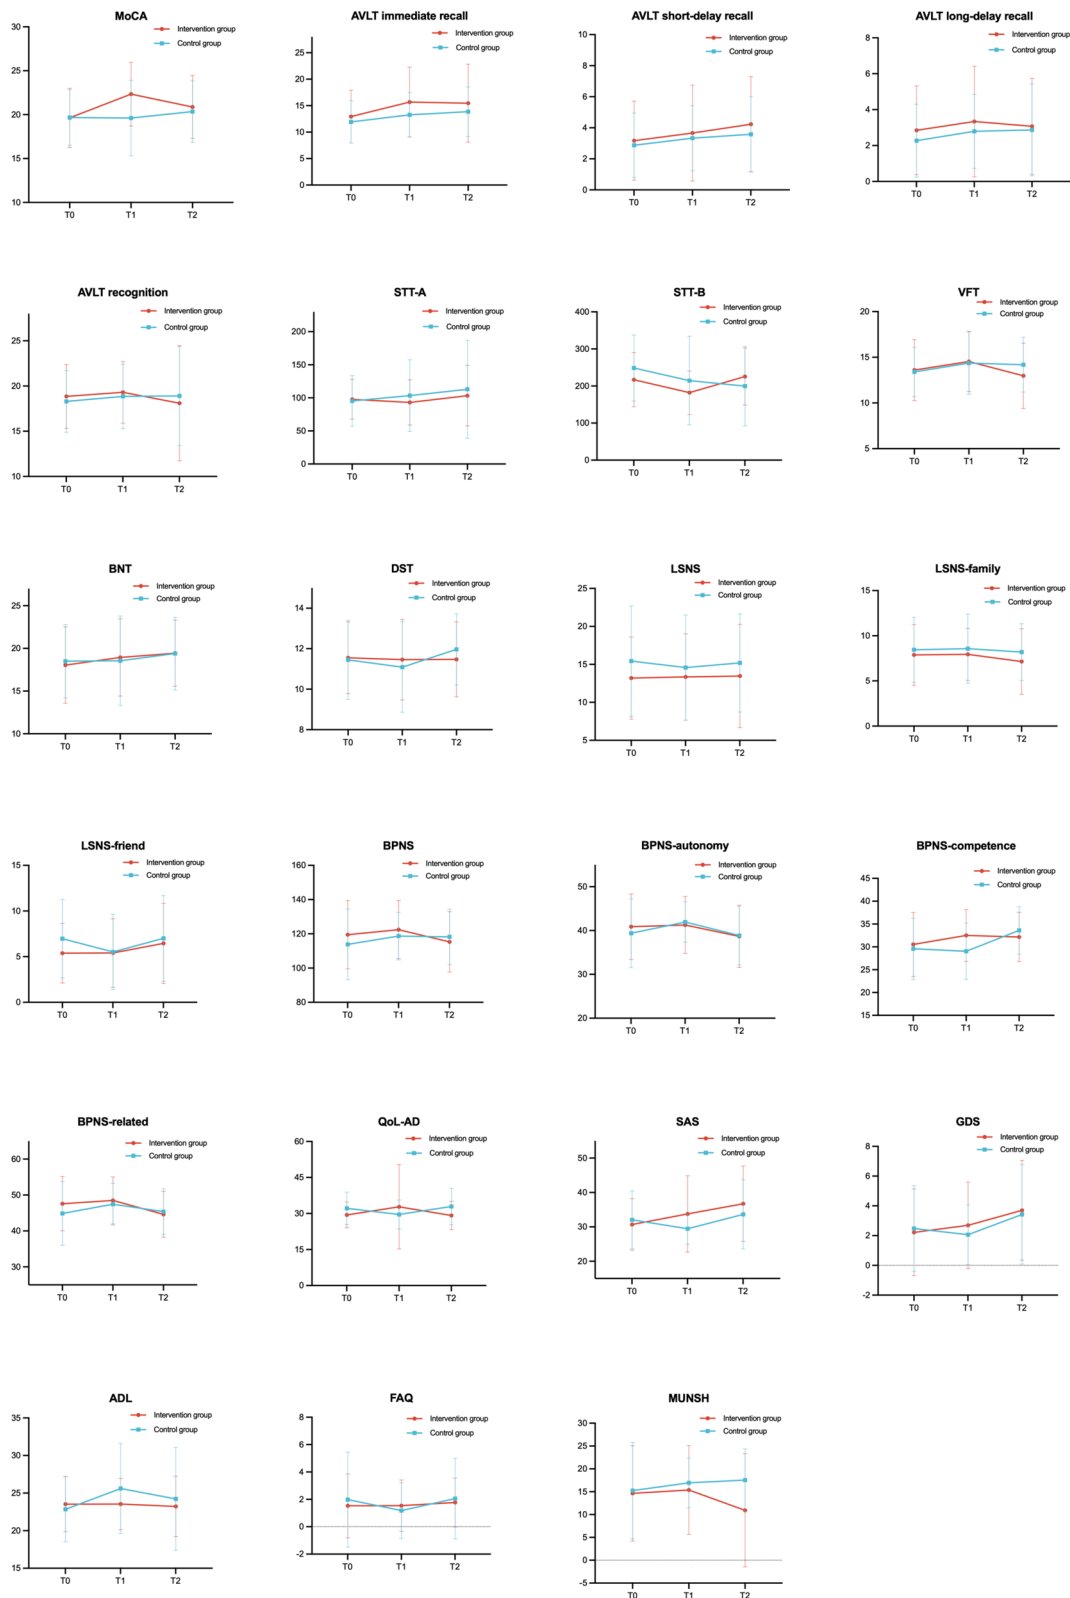 MoCA
Intervention group
Control group
30
25
20
15
10
T0 T1 T2
AVLT immediate recall
Intervention group
Control group
25
20
15
10
5
0
T0 T1 T2
AVLT short-delay recall
Intervention group
Control group
10
8
6
4
2
0
T0 T1 T2
AVLT long-delay recall
Intervention group
Control group
8
6
4
2
0
T0 T1 T2
AVLT recognition
Intervention group
Control group
25
20
15
10
T0 T1 T2
STT-A
Intervention group
Control group
200
150
100
50
0
T0 T1 T2
STT-B
Intervention group
Control group
400
300
200
100
0
T0 T1 T2
VFT
Intervention group
Control group
20
15
10
5
T0 T1 T2
BNT
Intervention group
Control group
25
20
15
10
T0 T1 T2
DST
Intervention group
Control group
14
12
10
8
T0 T1 T2
LSNS
Intervention group
Control group
25
20
15
10
5
T0 T1 T2
LSNS-family
Intervention group
Control group
15
10
5
0
T0 T1 T2
LSNS-friend
Intervention group
Control group
15
10
5
0
T0 T1 T2
BPNS
Intervention group
Control group
160
140
120
100
80
T0 T1 T2
BPNS-autonomy
Intervention group
Control group
50
40
30
20
T0 T1 T2
BPNS-competence
Intervention group
Control group
45
40
35
30
25
20
15
T0 T1 T2
BPNS-related
Intervention group
Control group
60
50
40
30
T0 T1 T2
QoL-AD
Intervention group
Control group
60
45
30
15
0
T0 T1 T2
SAS
Intervention group
Control group
50
40
30
20
T0 T1 T2
GDS
Intervention group
Control group
8
6
4
2
0
-2
T0 T1 T2
ADL
Intervention group
Control group
35
30
25
20
15
T0 T1 T2
FAQ
Intervention group
Control group
8
6
4
2
0
-2
T0 T1 T2
MUNSH
Intervention group
Control group
30
25
20
15
10
5
0
-5
T0 T1 T2